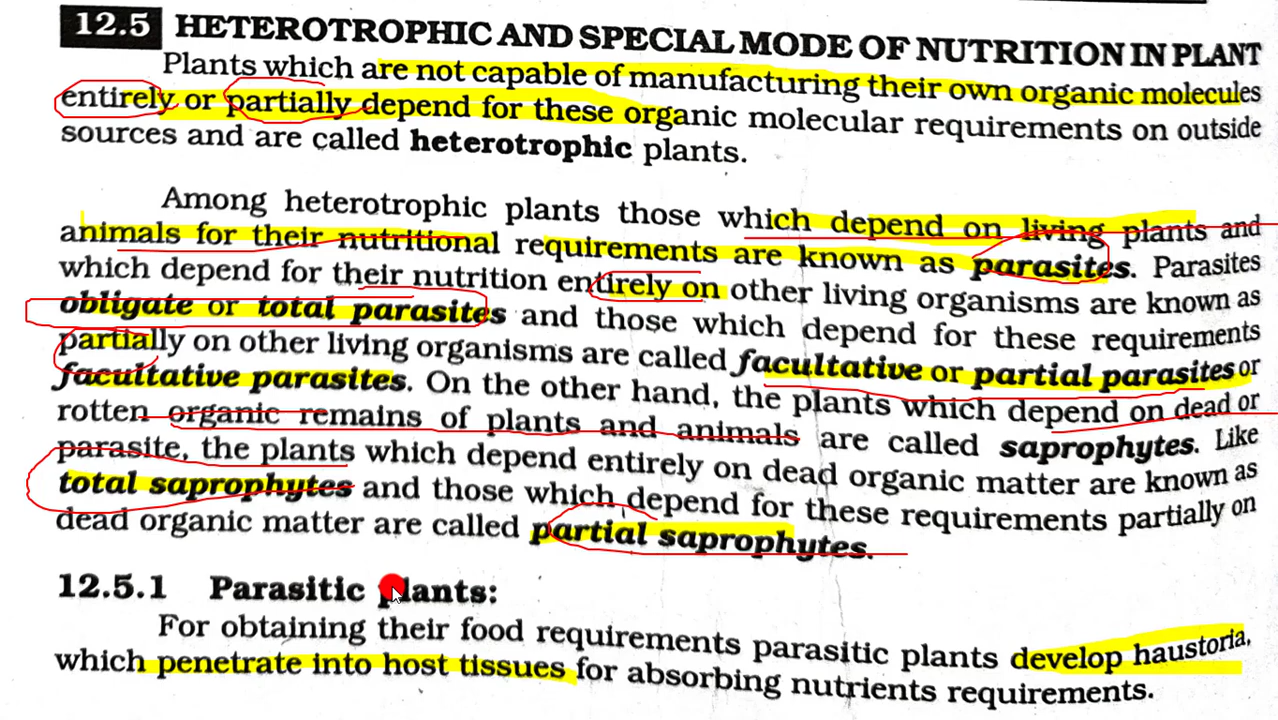 12.5 HETEROTROPHIC AND SPECIAL MODE OF NUTRITION IN PLANT
Plants which are not capable of manufacturing their own organic molecules
entirely or partially depend for these organic molecular requirements on outside
sources and are called heterotrophic plants.
Among heterotrophic plants those which depend on living plants and
animals for their nutritional requirements are known as parasites. Parasites
which depend for their nutrition entirely on other living organisms are known as
obligate or total parasites and those which depend for these requirements
partially on other living organisms are called facultative or partial parasites or
facultative parasites. On the other hand, the plants which depend on dead or
rotten organic remains of plants and animals are called saprophytes. Like
parasite, the plants which depend entirely on dead organic matter are known as
total saprophytes and those which depend for these requirements partially on
dead organic matter are called partial saprophytes.
12.5.1 Parasitic plants:
For obtaining their food requirements parasitic plants develop haustoria,
which penetrate into host tissues for absorbing nutrients requirements.